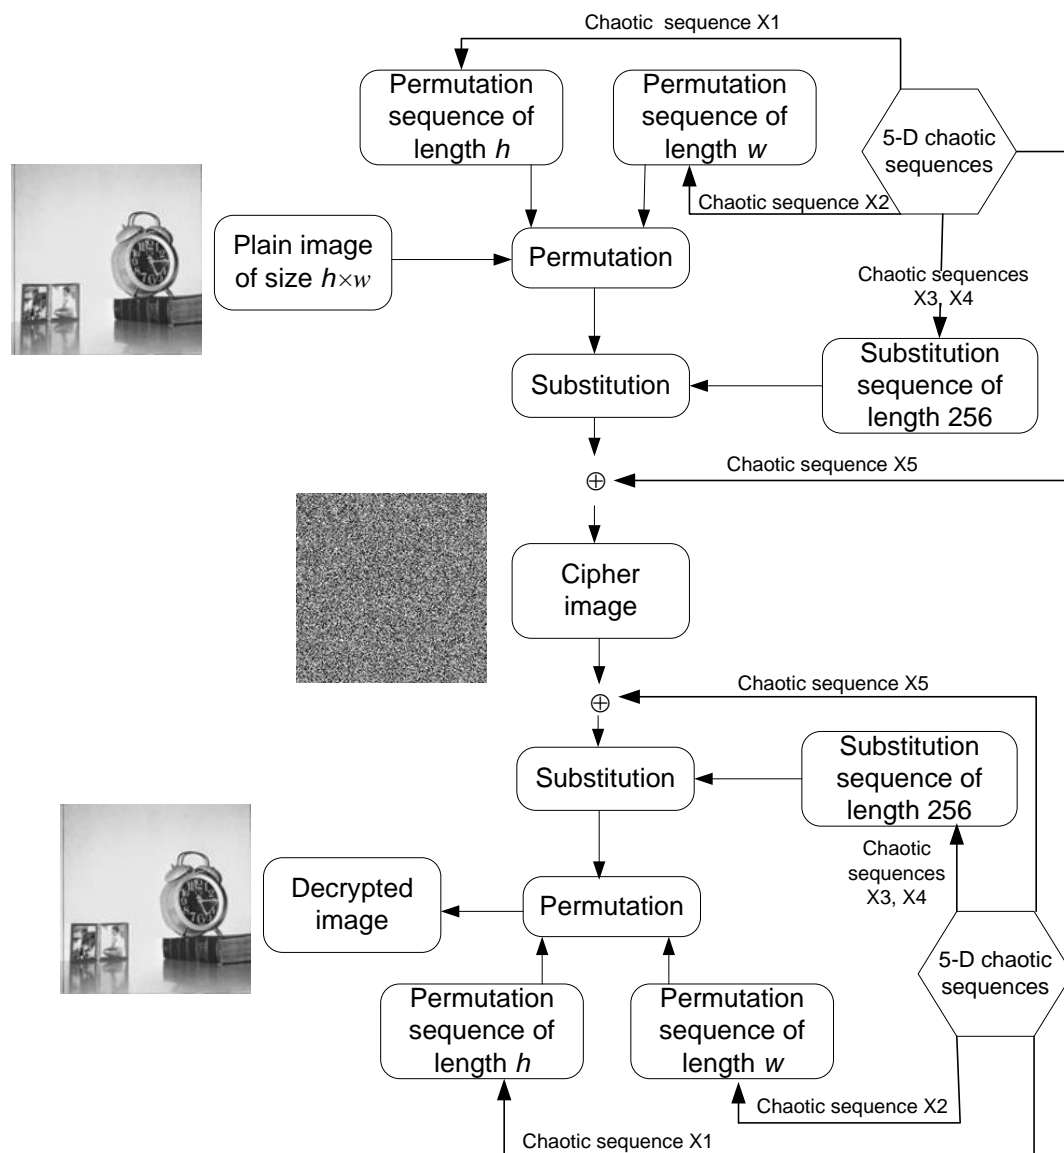 Chaotic sequence X1
Permutation
sequence of
length h
Permutation
sequence of
length w
5-D chaotic
sequences
Chaotic sequence X2
Plain image
of size h×w
Permutation
Chaotic sequences
X3, X4
Substitution
Substitution
sequence of
length 256
Chaotic sequence X5
⊕
Cipher
image
Chaotic sequence X5
⊕
Substitution
Substitution
sequence of
length 256
Chaotic
sequences
X3, X4
Decrypted
image
Permutation
5-D chaotic
sequences
Permutation
sequence of
length h
Permutation
sequence of
length w
Chaotic sequence X2
Chaotic sequence X1